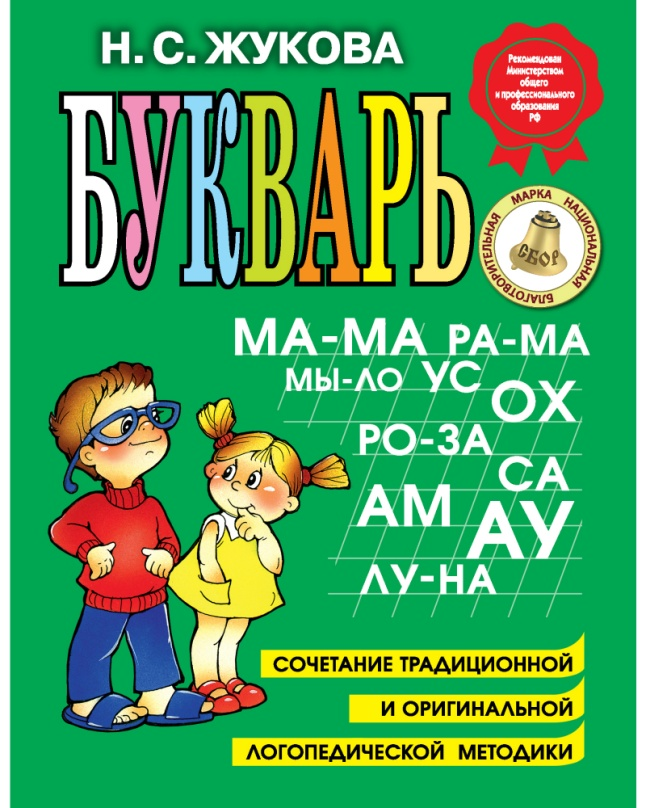 Н. С. ЖУКОВА
БУКВАРЬ
Рекомендован
Министерством
общего
и профессионального
образования
РФ
БЛАГОТВОРИТЕЛЬНАЯ МАРКА НАЦИОНАЛЬНАЯ
СБОР
МА-МА РА-МА
МЫ-ЛО УС
ОХ
РО-ЗА
СА
АМ АУ
ЛУ-НА
СОЧЕТАНИЕ ТРАДИЦИОННОЙ
И ОРИГИНАЛЬНОЙ
ЛОГОПЕДИЧЕСКОЙ МЕТОДИКИ